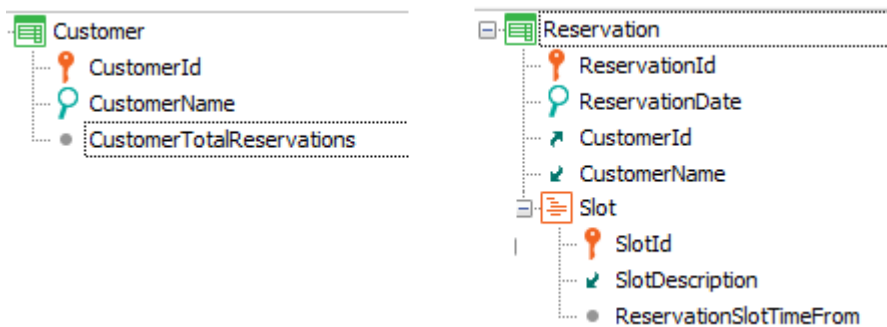 Customer
CustomerId
CustomerName
CustomerTotalReservations
Reservation
ReservationId
ReservationDate
CustomerId
CustomerName
Slot
SlotId
SlotDescription
ReservationSlotTimeFrom